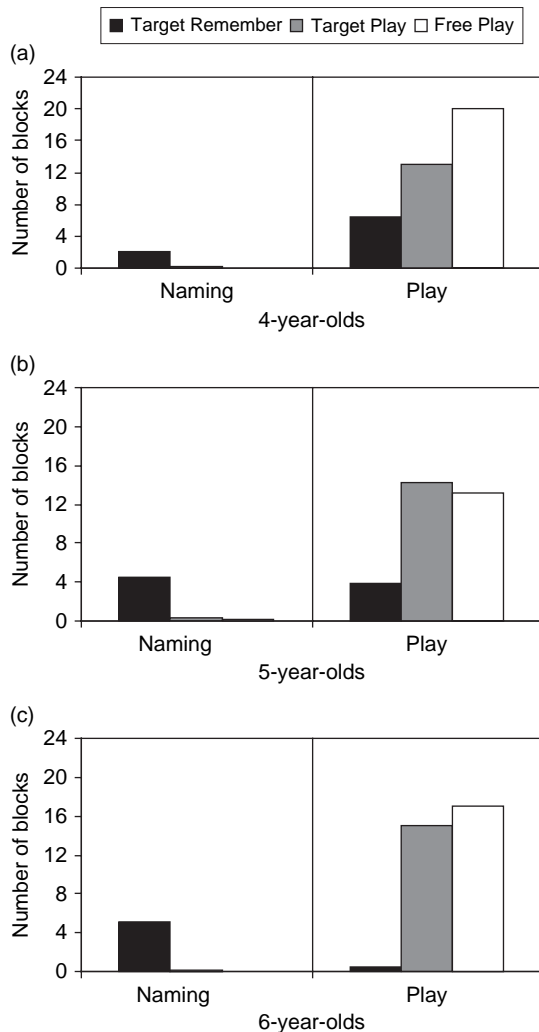 Target Remember Target Play Free Play
(a)
Number of blocks
24
20
16
12
8
4
0
Naming Play
4-year-olds
(b)
Number of blocks
24
20
16
12
8
4
0
Naming Play
5-year-olds
(c)
Number of blocks
24
20
16
12
8
4
0
Naming Play
6-year-olds